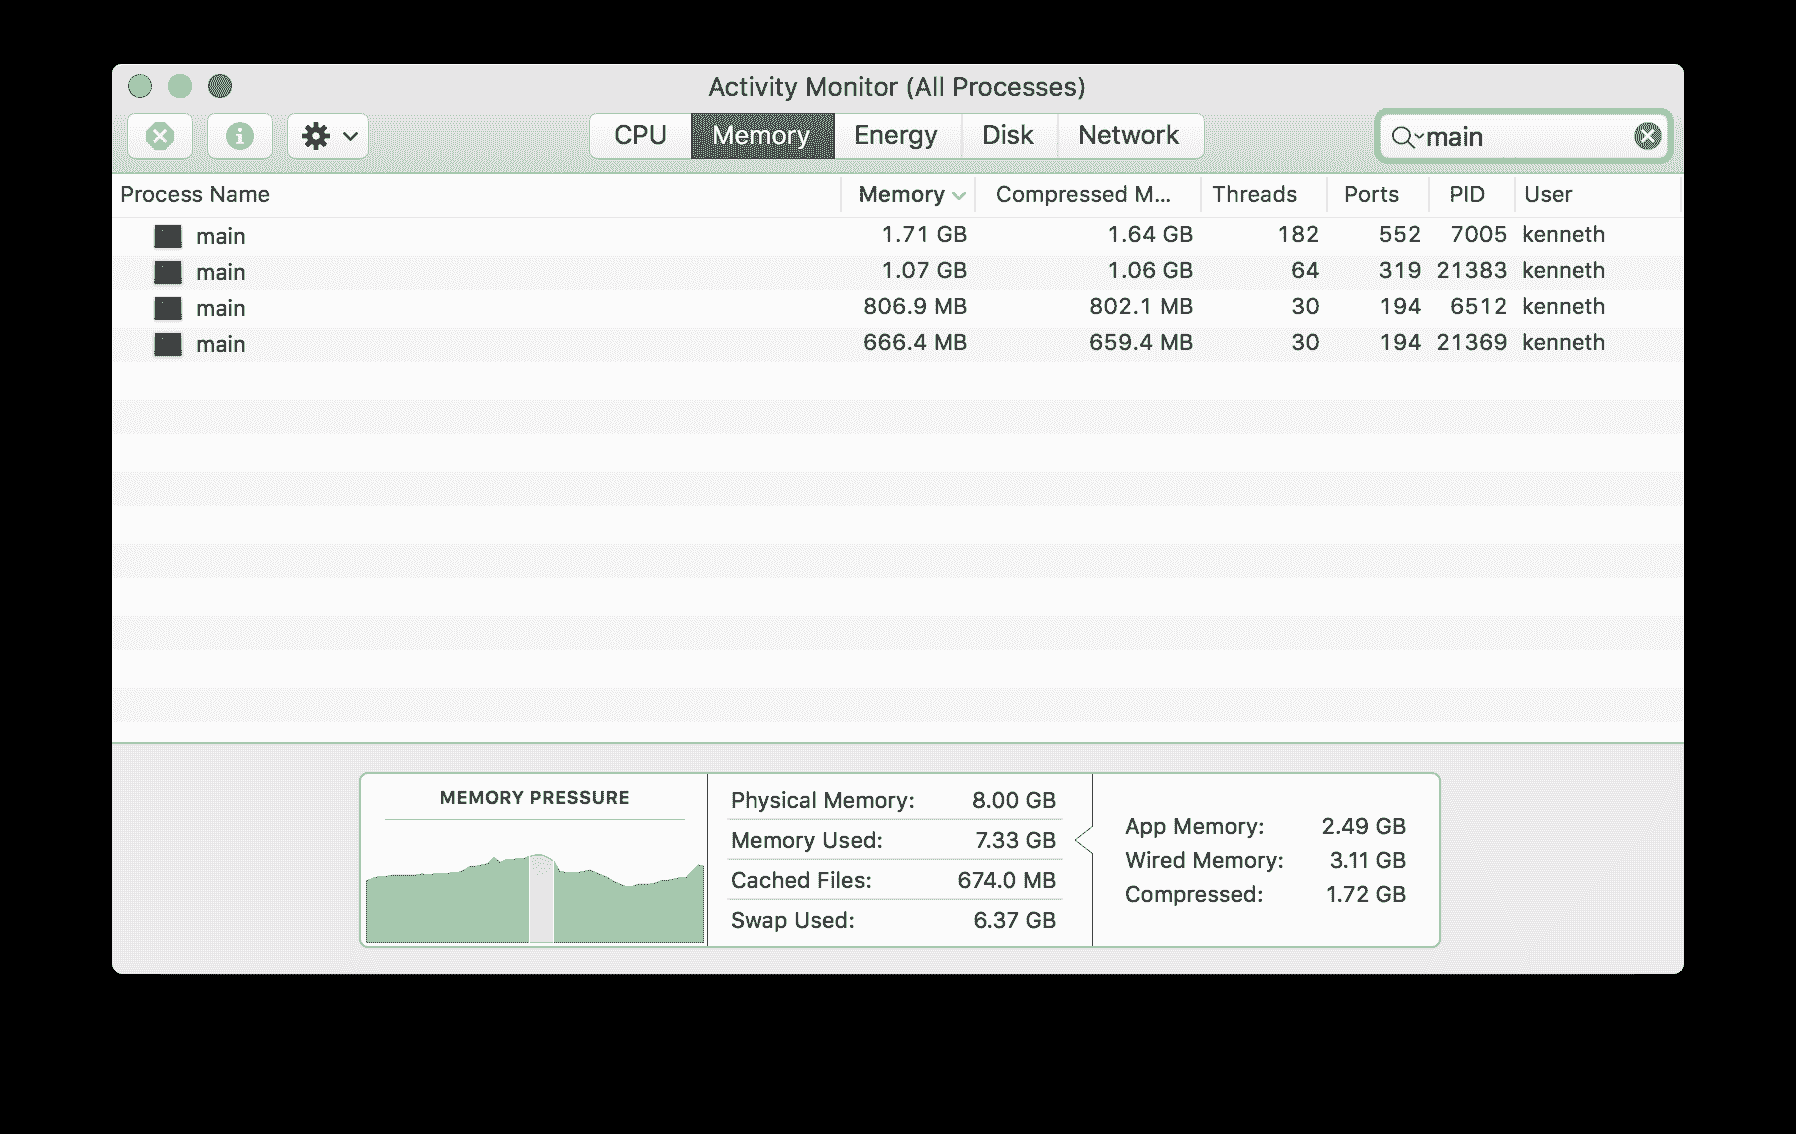 Activity Monitor (All Processes)
CPU Memory Energy Disk Network main
Process Name Memory Compressed M... Threads Ports PID User
main 1.71 GB 1.64 GB 182 552 7005 kenneth
main 1.07 GB 1.06 GB 64 319 21383 kenneth
main 806.9 MB 802.1 MB 30 194 6512 kenneth
main 666.4 MB 659.4 MB 30 194 21369 kenneth
MEMORY PRESSURE
Physical Memory: 8.00 GB
Memory Used: 7.33 GB
Cached Files: 674.0 MB
Swap Used: 6.37 GB
App Memory: 2.49 GB
Wired Memory: 3.11 GB
Compressed: 1.72 GB